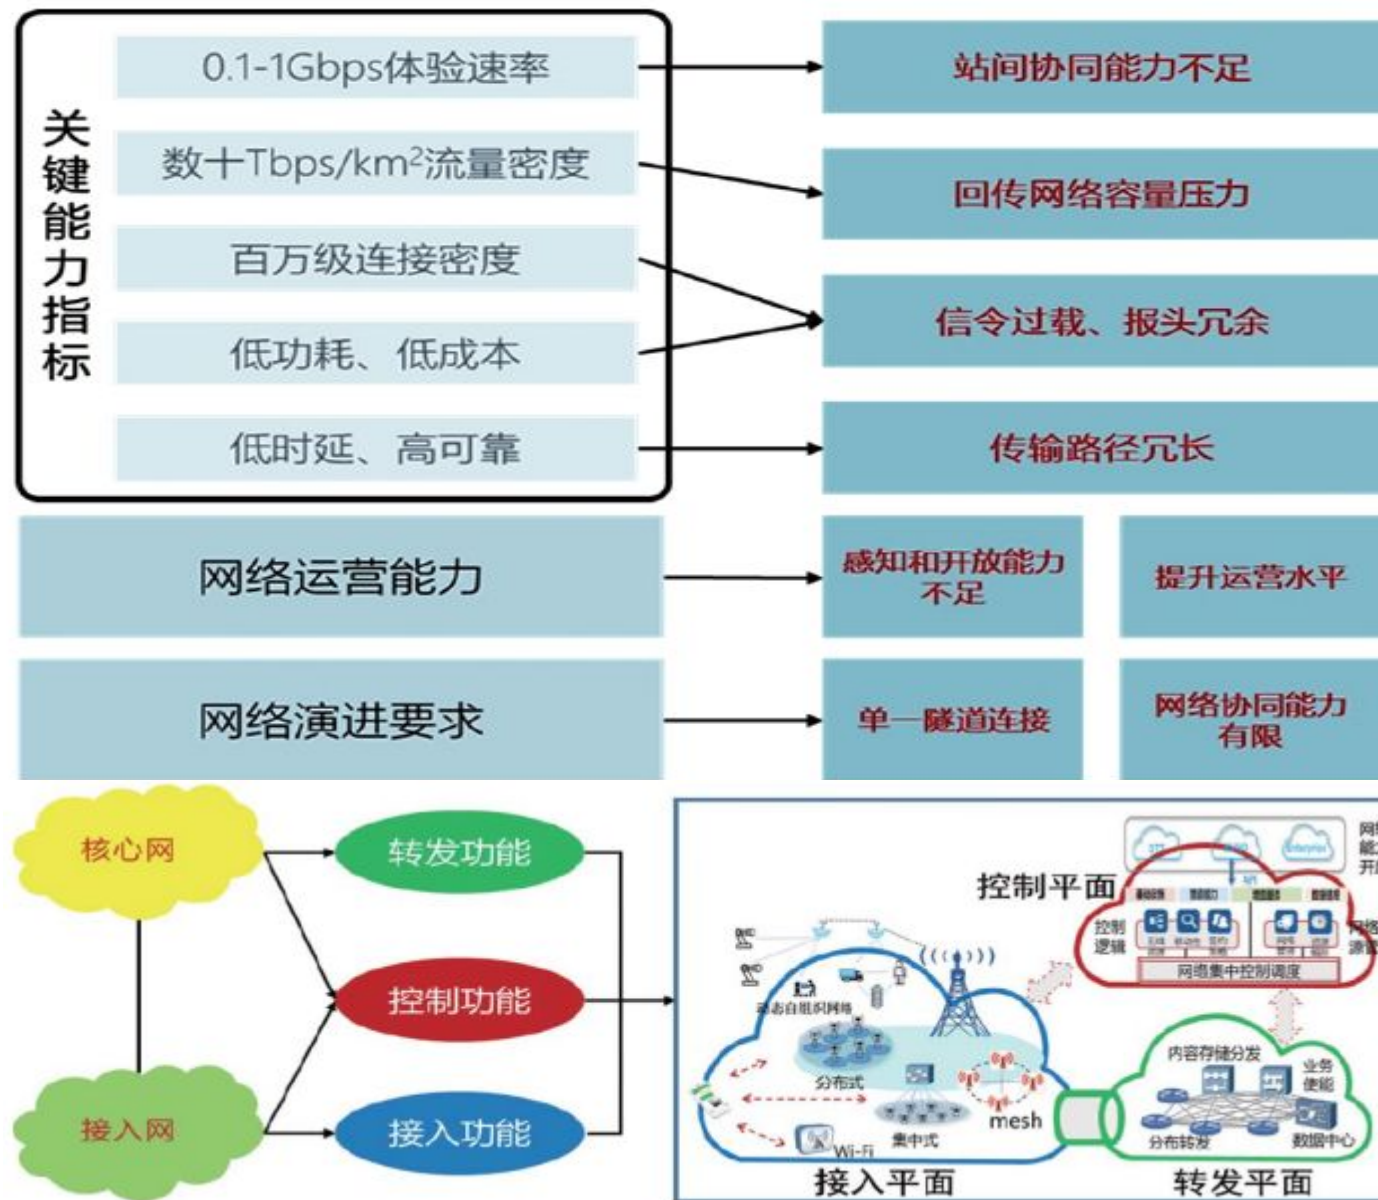 关键能力指标
0.1-1Gbps体验速率
站间协同能力不足
数十Tbps/km²流量密度
回传网络容量压力
百万级连接密度
信令过载、报头冗余
低功耗、低成本
低时延、高可靠
传输路径冗长
网络运营能力
感知和开放能力
不足
提升运营水平
网络演进要求
单一隧道连接
网络协同能力
有限
核心网
接入网
转发功能
控制功能
接入功能
控制平面
API
控制
逻辑
网络集中控制调度
动态自组织网络
分布式
集中式
mesh
Wi-Fi
接入平面
内容存储分发
业务
使能
分布转发
数据中心
转发平面